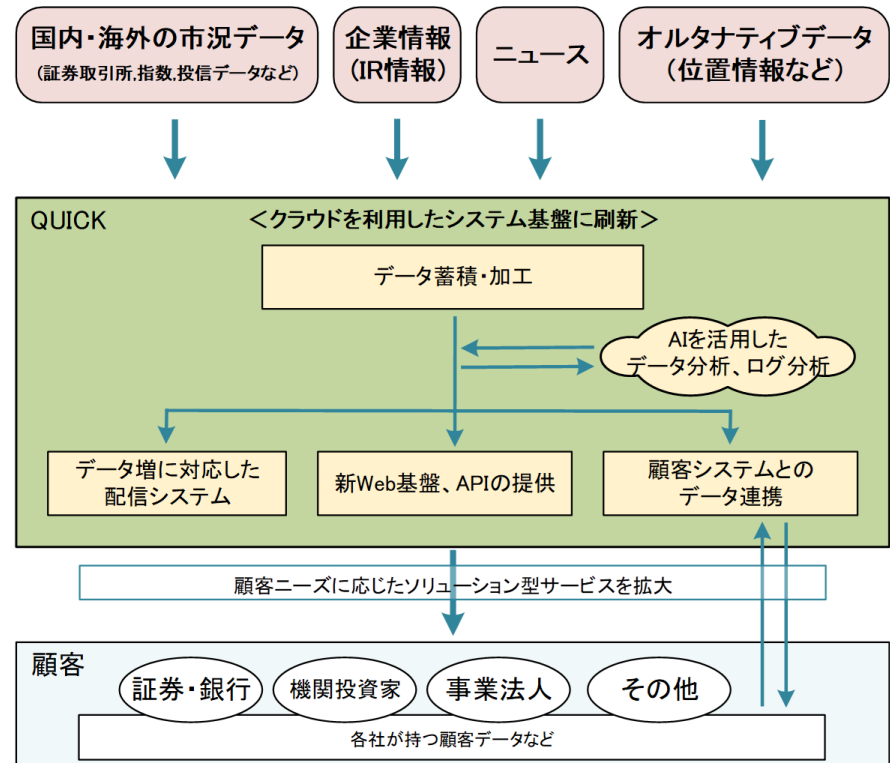 国内・海外の市況データ
(証券取引所,指数,投信データなど)
企業情報
(IR情報)
ニュース
オルタナティブデータ
(位置情報など)
QUICK
＜クラウドを利用したシステム基盤に刷新＞
データ蓄積・加工
AIを活用した
データ分析、ログ分析
データ増に対応した
配信システム
新Web基盤、APIの提供
顧客システムとの
データ連携
顧客ニーズに応じたソリューション型サービスを拡大
顧客
証券・銀行
機関投資家
事業法人
その他
各社が持つ顧客データなど